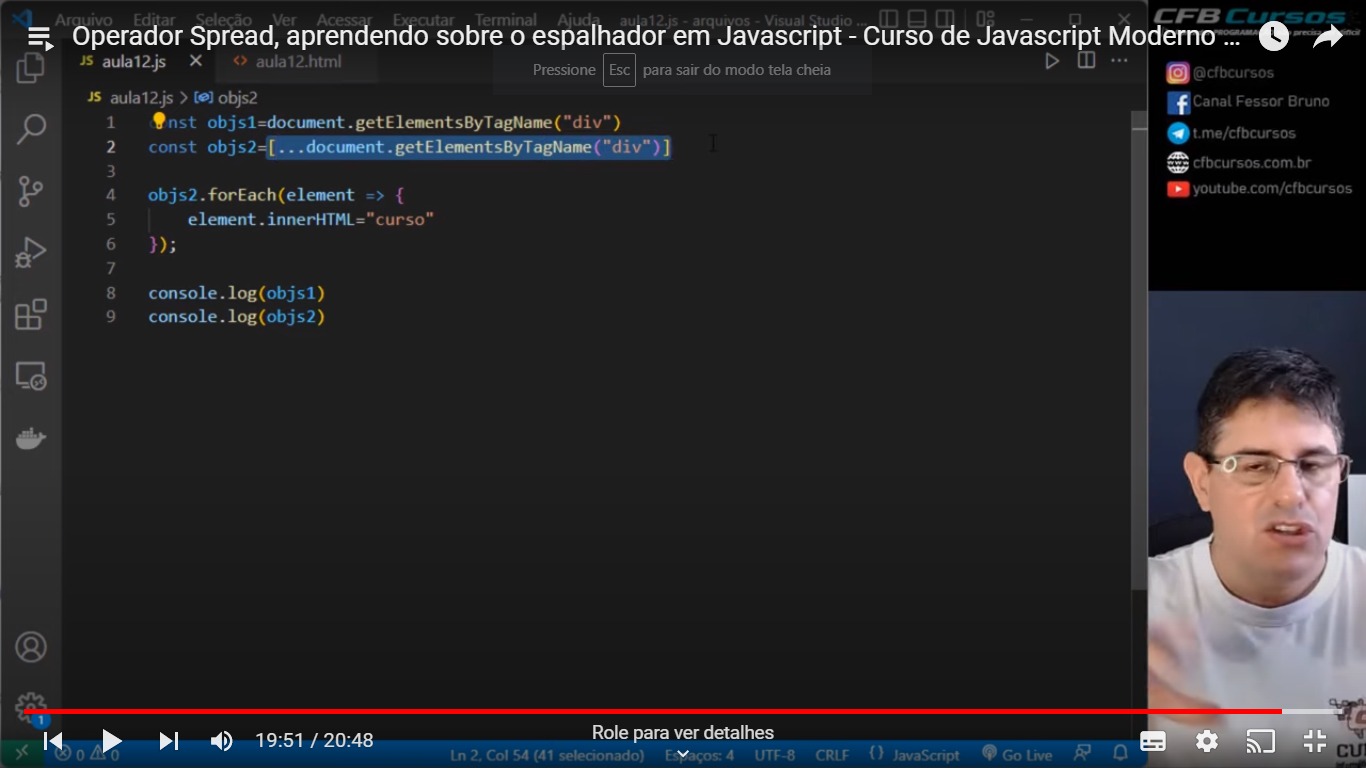 Arquivo Editar Seleção Ver Acessar Executar Terminal Ajuda aula12.js - arquivos - Visual Studio ...
CFB Cursos
Operador Spread, aprendendo sobre o espalhador em Javascript - Curso de Javascript Moderno ...
JS aula12.js × <> aula12.html
Pressione Esc para sair do modo tela cheia
@cfbcursos
JS aula12.js > objs2
Canal Fessor Bruno
t.me/cfbcursos
cfbcursos.com.br
youtube.com/cfbcursos
1 nst objs1=document.getElementsByTagName("div")
2 const objs2=[...document.getElementsByTagName("div")]
3
4 objs2.forEach(element => {
5 element.innerHTML="curso"
6 });
7
8 console.log(objs1)
9 console.log(objs2)
1
19:51 / 20:48
Role para ver detalhes
0 0 Ln 2, Col 54 (41 selecionado) Espaços: 4 UTF-8 CRLF {} JavaScript Go Live